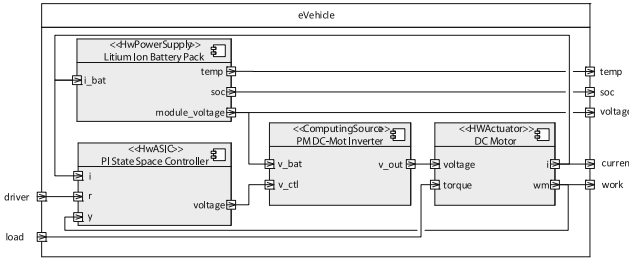 eVehicle
<<HwPowerSupply>>
Litium Ion Battery Pack
temp
temp
i_bat
soc
soc
module_voltage
voltage
<<ComputingSource>>
PM DC-Mot Inverter
<<HWActuator>>
DC Motor
<<HwASIC>>
PI State Space Controller
v_bat
v_out
voltage
i
curren
i
v_ctl
torque
wm
work
driver
r
voltage
y
load